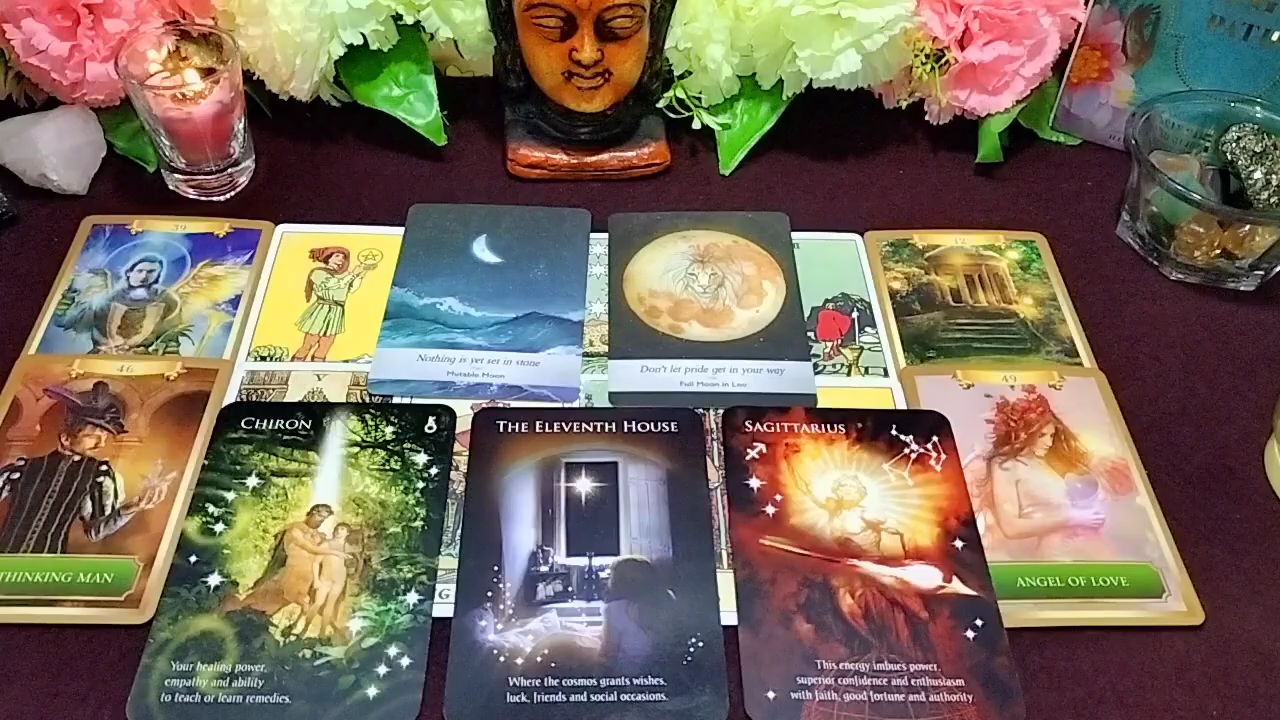 39
12
Nothing is yet set in stone
Mutable Moon
Don't let pride get in your way
Full Moon in Leo
46
49
V
THINKING MAN
ANGEL OF LOVE
CHIRON
Your healing power,
empathy and ability
to teach or learn remedies.
THE ELEVENTH HOUSE
Where the cosmos grants wishes,
luck, friends and social occasions.
SAGITTARIUS
This energy imbues power,
superior confidence and enthusiasm
with faith, good fortune and authority.